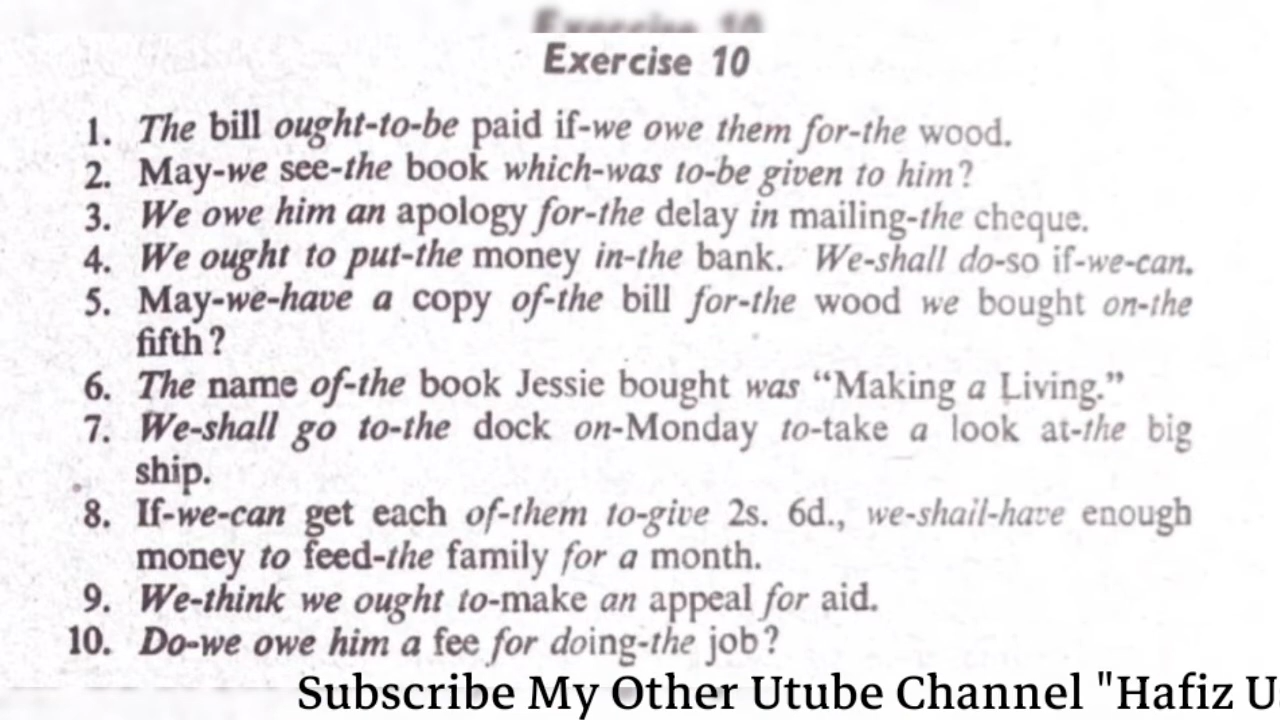 Exercise 10
Exercise 10
1. The bill ought-to-be paid if-we owe them for-the wood.
2. May-we see-the book which-was to-be given to him?
3. We owe him an apology for-the delay in mailing-the cheque.
4. We ought to put-the money in-the bank. We-shall do-so if-we-can.
5. May-we-have a copy of-the bill for-the wood we bought on-the
fifth?
6. The name of-the book Jessie bought was “Making a Living.”
7. We-shall go to-the dock on-Monday to-take a look at-the big
ship.
8. If-we-can get each of-them to-give 2s. 6d., we-shail-have enough
money to feed-the family for a month.
9. We-think we ought to-make an appeal for aid.
10. Do-we owe him a fee for doing-the job?
Subscribe My Other Utube Channel "Hafiz U